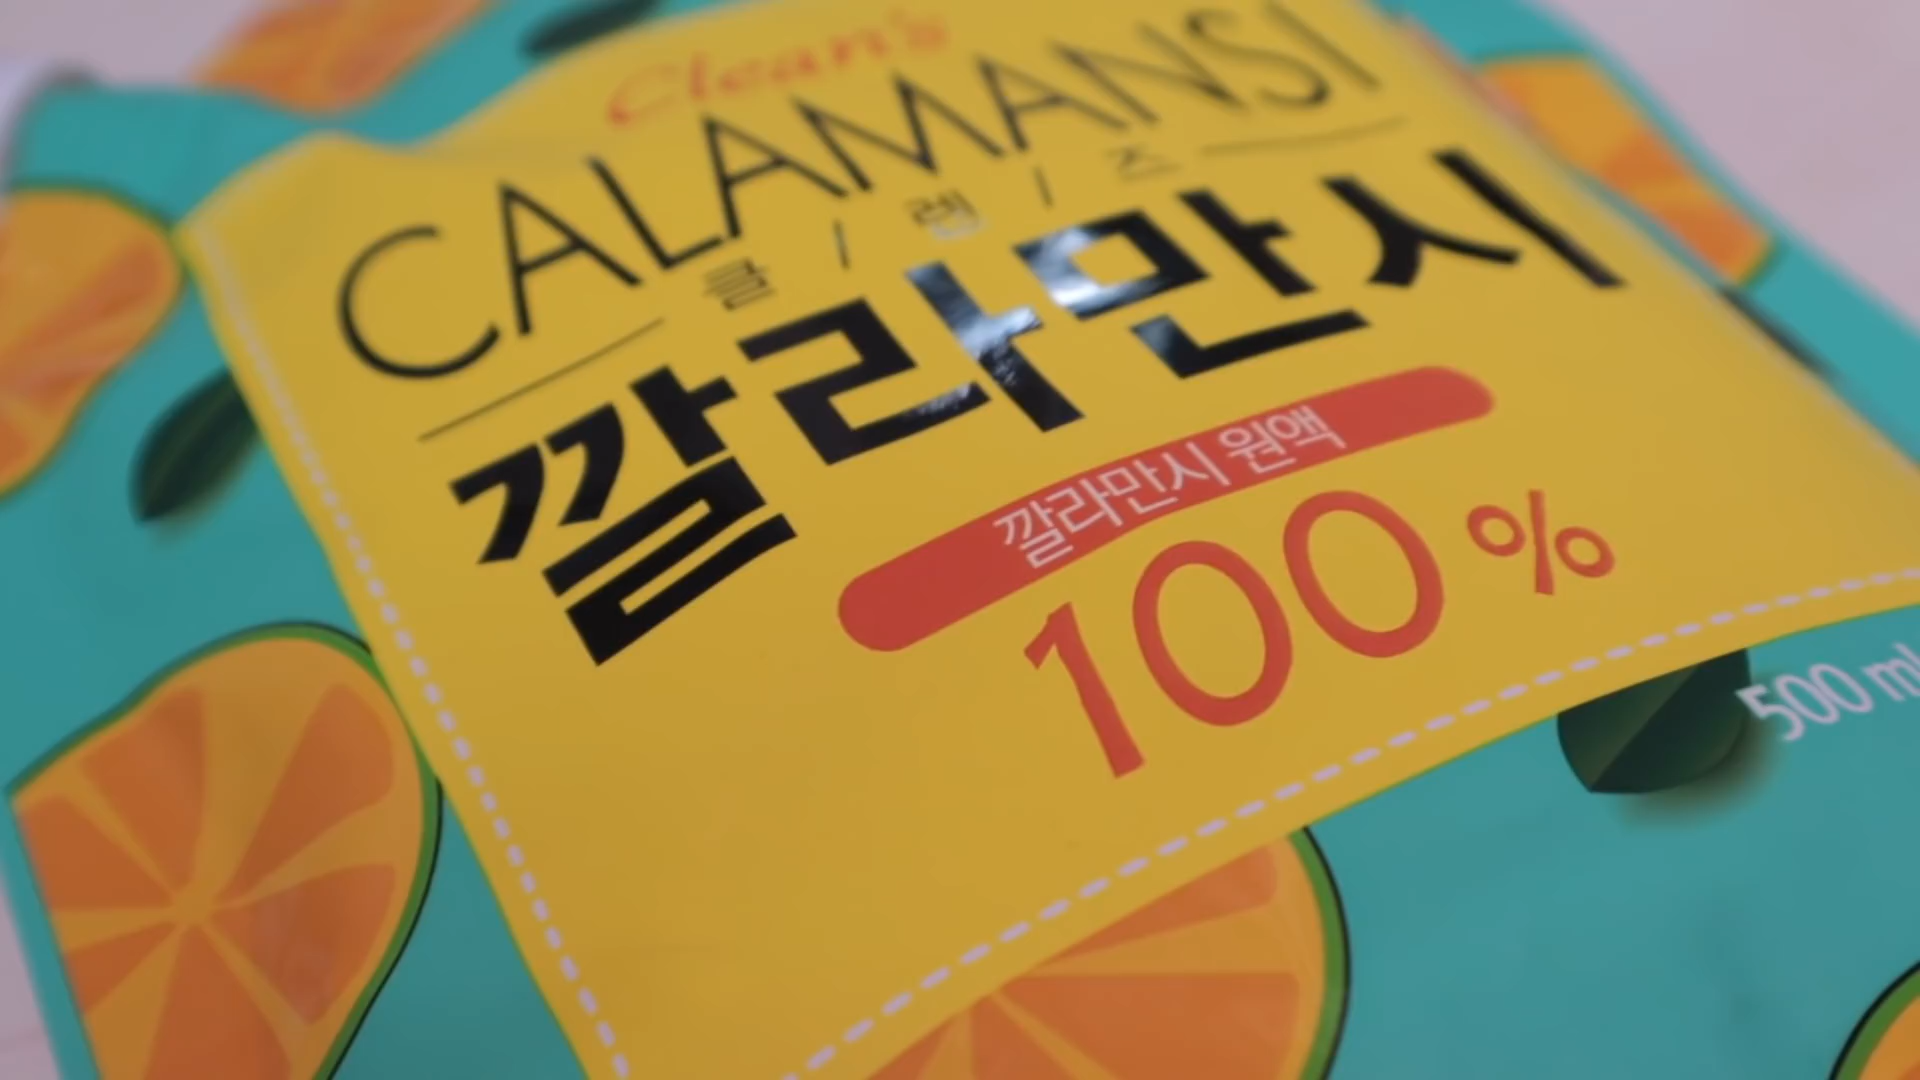 Clean's
CALAMANSI
클 | 렌 | 즈
깔라만시
깔라만시 원액
100 %
500 ml